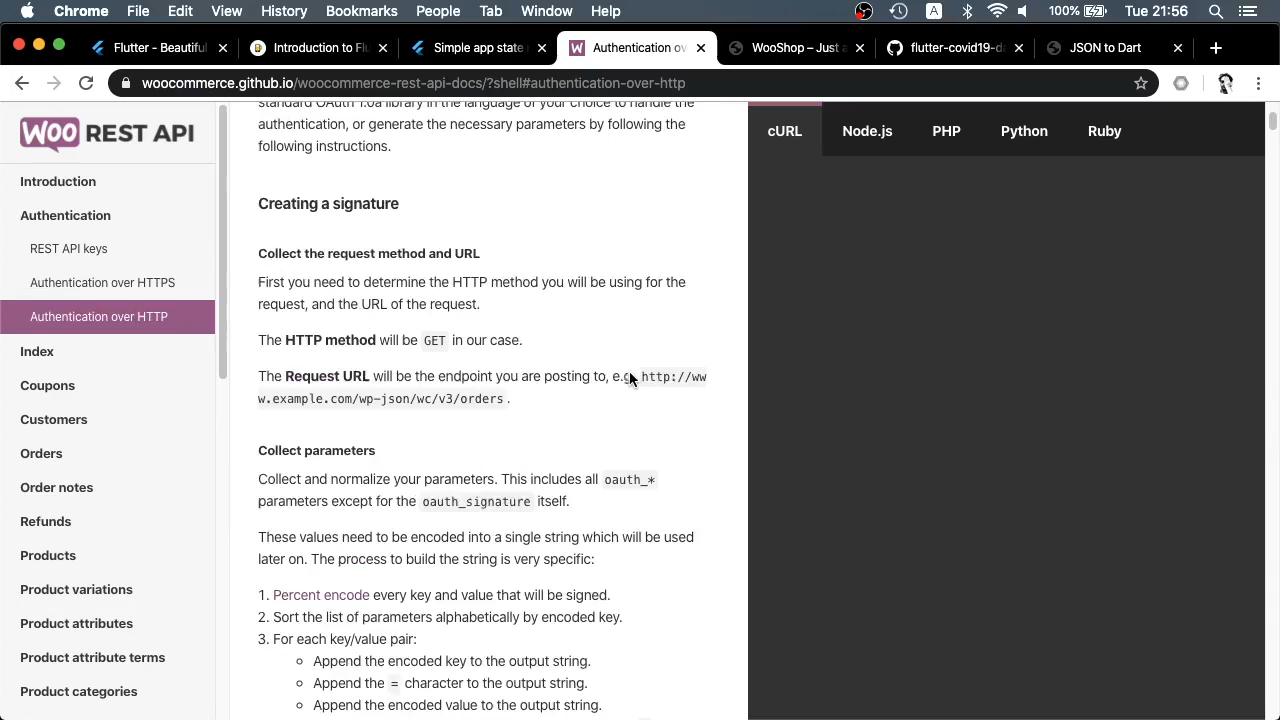 Chrome File Edit View History Bookmarks People Tab Window Help 100% Tue 21:56
Flutter - Beautiful Introduction to Fl Simple app state Authentication ov WooShop – Just a flutter-covid19-da JSON to Dart
woocommerce.github.io/woocommerce-rest-api-docs/?shell#authentication-over-http
WOO REST API
Introduction
Authentication
REST API keys
Authentication over HTTPS
Authentication over HTTP
Index
Coupons
Customers
Orders
Order notes
Refunds
Products
Product variations
Product attributes
Product attribute terms
Product categories
standard OAuth 1.0a library in the language of your choice to handle the
authentication, or generate the necessary parameters by following the
following instructions.
Creating a signature
Collect the request method and URL
First you need to determine the HTTP method you will be using for the
request, and the URL of the request.
The HTTP method will be GET in our case.
The Request URL will be the endpoint you are posting to, e.g. http://ww
w.example.com/wp-json/wc/v3/orders .
Collect parameters
Collect and normalize your parameters. This includes all oauth_*
parameters except for the oauth_signature itself.
These values need to be encoded into a single string which will be used
later on. The process to build the string is very specific:
1. Percent encode every key and value that will be signed.
2. Sort the list of parameters alphabetically by encoded key.
3. For each key/value pair:
Append the encoded key to the output string.
Append the = character to the output string.
Append the encoded value to the output string.
cURL Node.js PHP Python Ruby